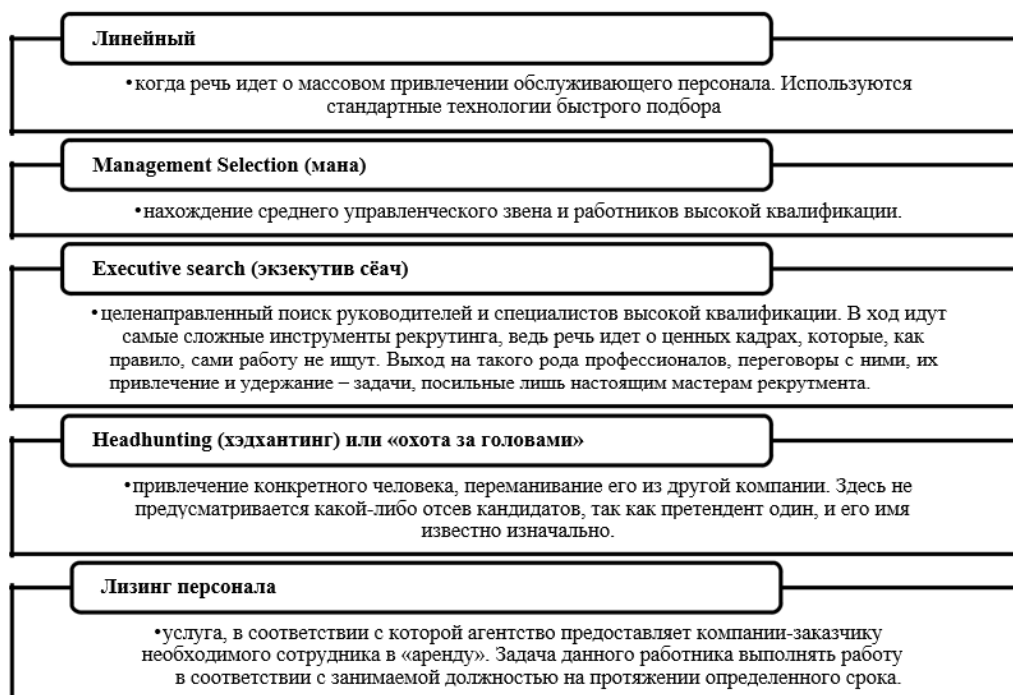 Линейный
•когда речь идет о массовом привлечении обслуживающего персонала. Используются
стандартные технологии быстрого подбора
Management Selection (мана)
•нахождение среднего управленческого звена и работников высокой квалификации.
Executive search (экзекутив сёач)
•целенаправленный поиск руководителей и специалистов высокой квалификации. В ход идут
самые сложные инструменты рекрутинга, ведь речь идет о ценных кадрах, которые, как
правило, сами работу не ишут. Выход на такого рода профессионалов, переговоры с ними, их
привлечение и удержание – задачи, посильные лишь настоящим мастерам рекрутмента.
Headhunting (хэдхантинг) или «охота за головами»
•привлечение конкретного человека, переманивание его из другой компании. Здесь не
предусматривается какой-либо отсев кандидатов, так как претендент один, и его имя
известно изначально.
Лизинг персонала
•услуга, в соответствии с которой агентство предоставляет компании-заказчику
необходимого сотрудника в «аренду». Задача данного работника выполнять работу
в соответствии с занимаемой должностью на протяжении определенного срока.